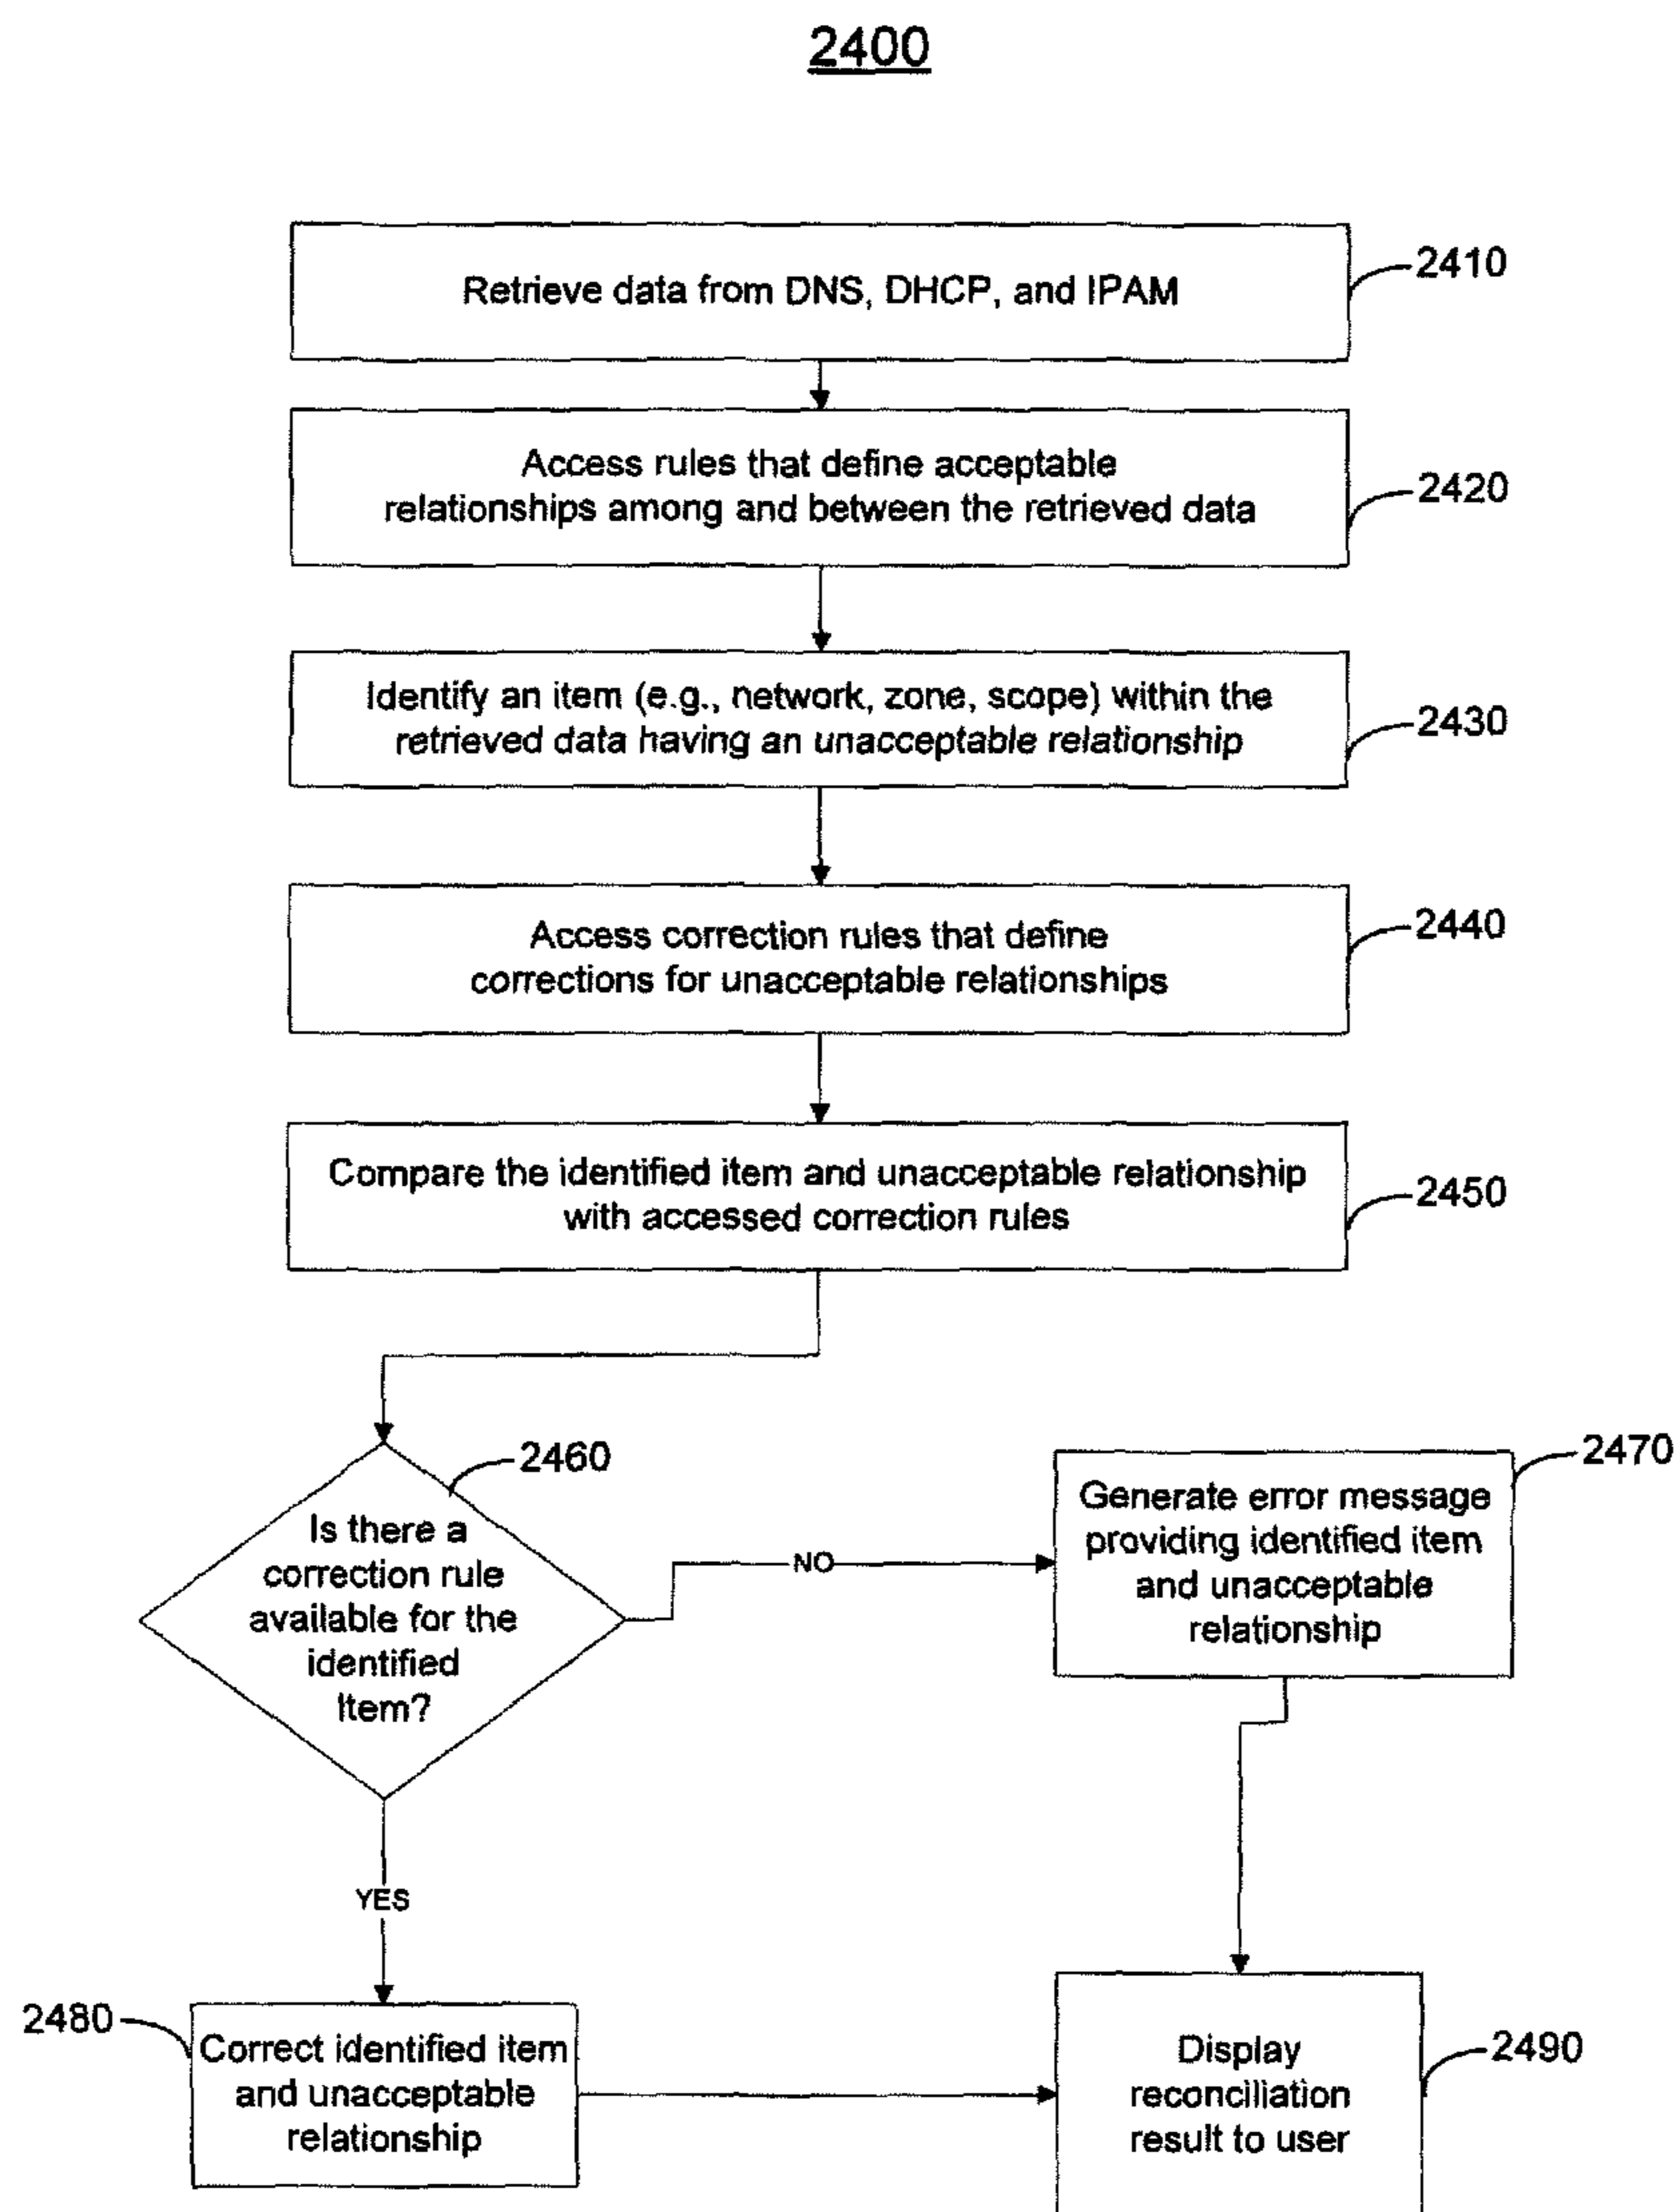 2400
Retrieve data from DNS, DHCP, and IPAM
2410
Access rules that define acceptable
relationships among and between the retrieved data
2420
Identify an item (e.g., network, zone, scope) within the
retrieved data having an unacceptable relationship
2430
Access correction rules that define
corrections for unacceptable relationships
2440
Compare the identified item and unacceptable relationship
with accessed correction rules
2450
2460
Is there a
correction rule
available for the
identified
Item?
NO
2470
Generate error message
providing identified item
and unacceptable
relationship
YES
2480
Correct identified item
and unacceptable
relationship
Display
reconciliation
result to user
2490